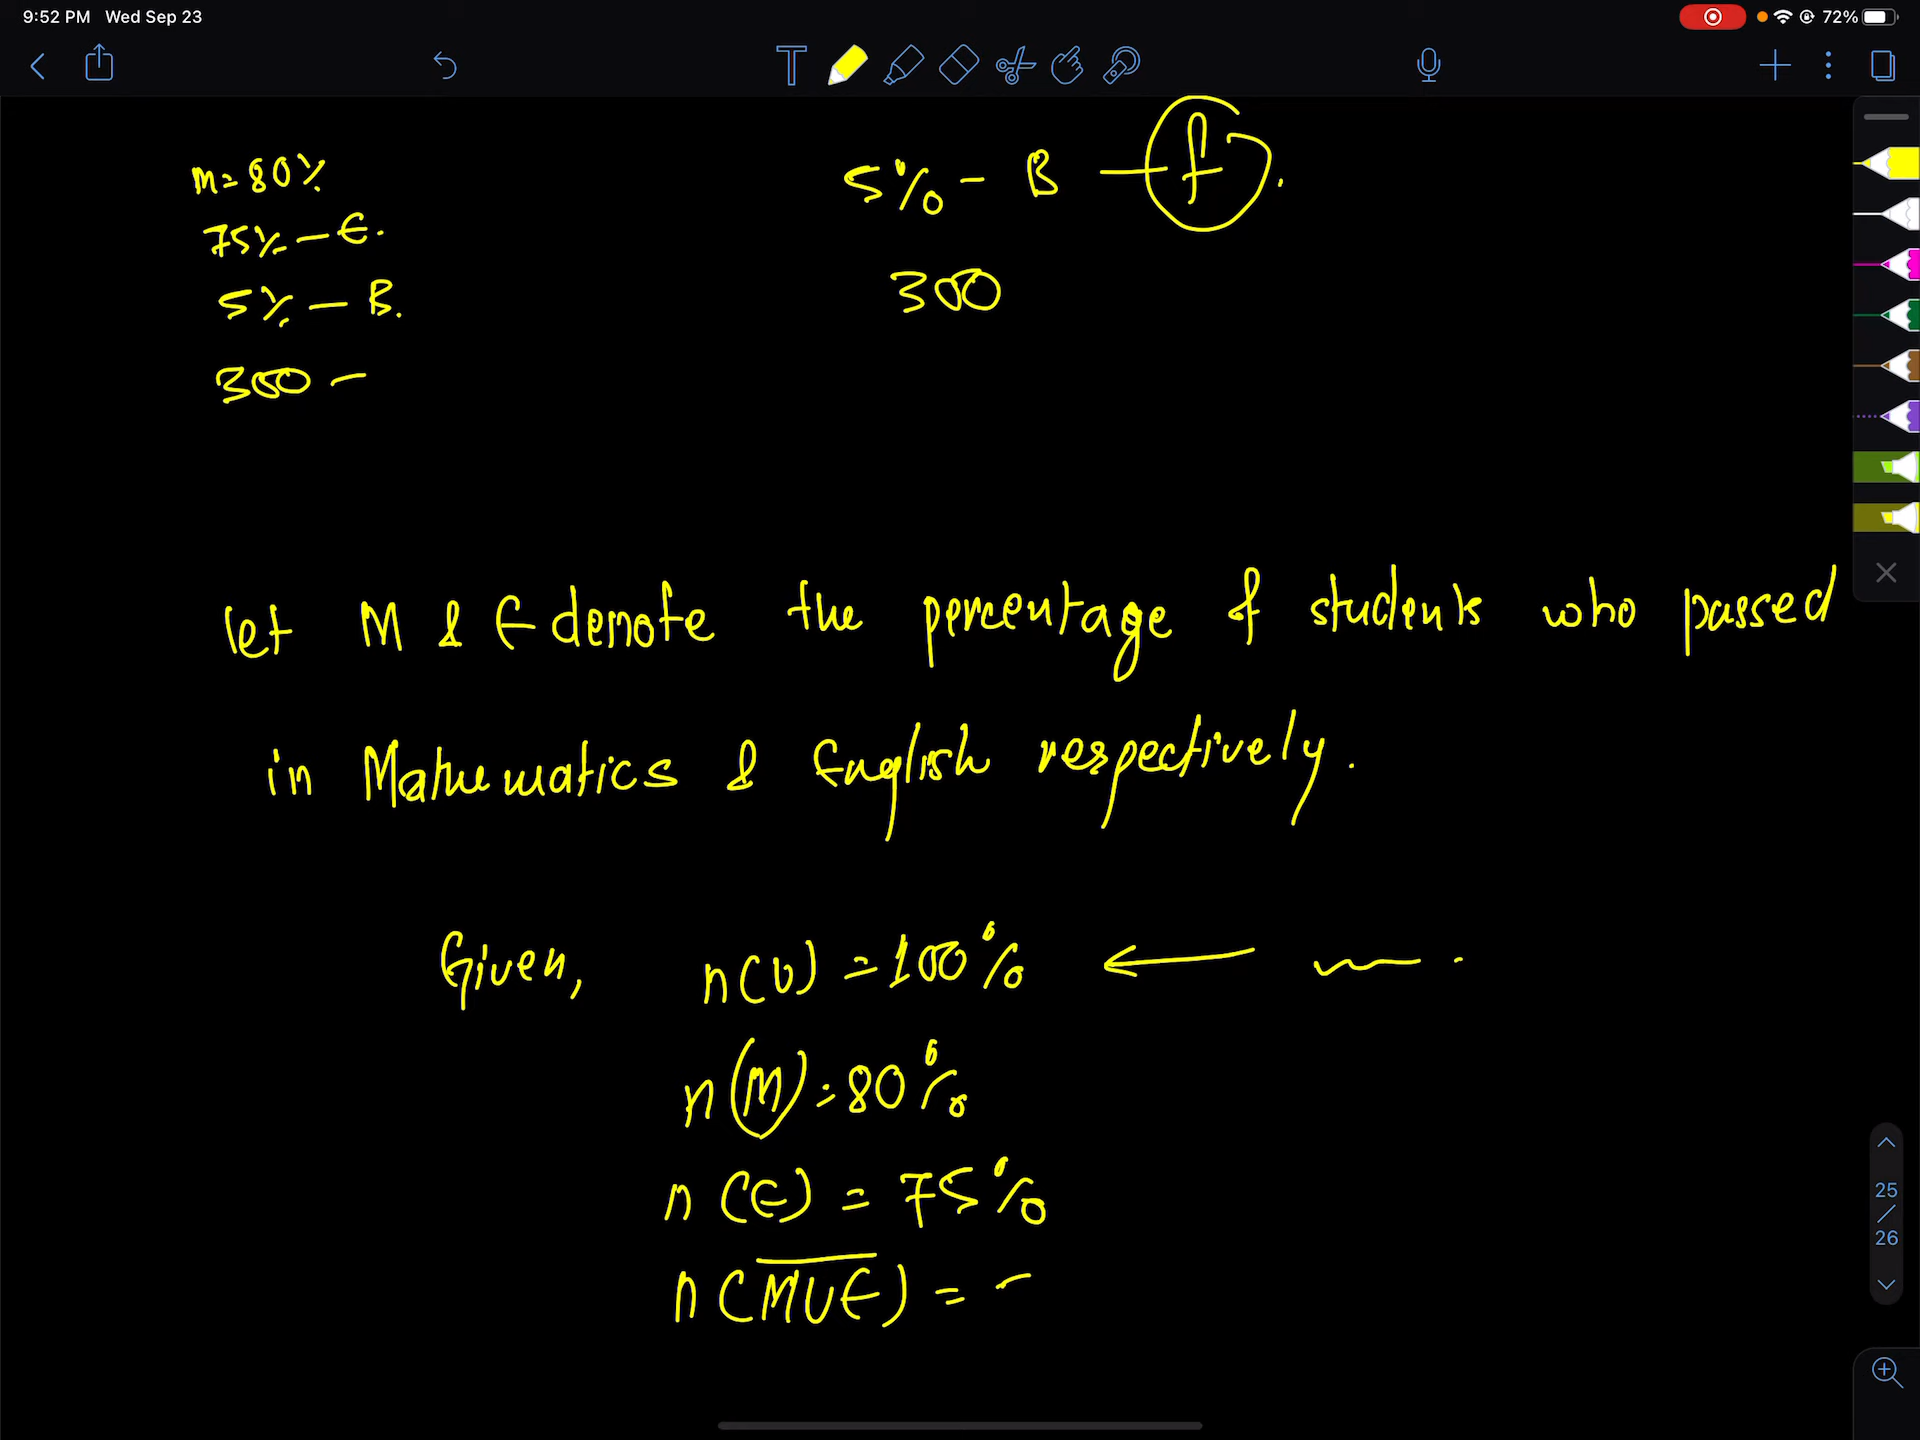 9:52 PM Wed Sep 23
72%
m = 80%
75% — E.
5% — B.
300 –
5% – B — f.
300
let M & E denote the percentage of students who passed
in Mathematics & English respectively.
Given, n(U) = 100%
n(M) = 80%
n(E) = 75%
n(M̅∪̅E̅) =
25
/
26